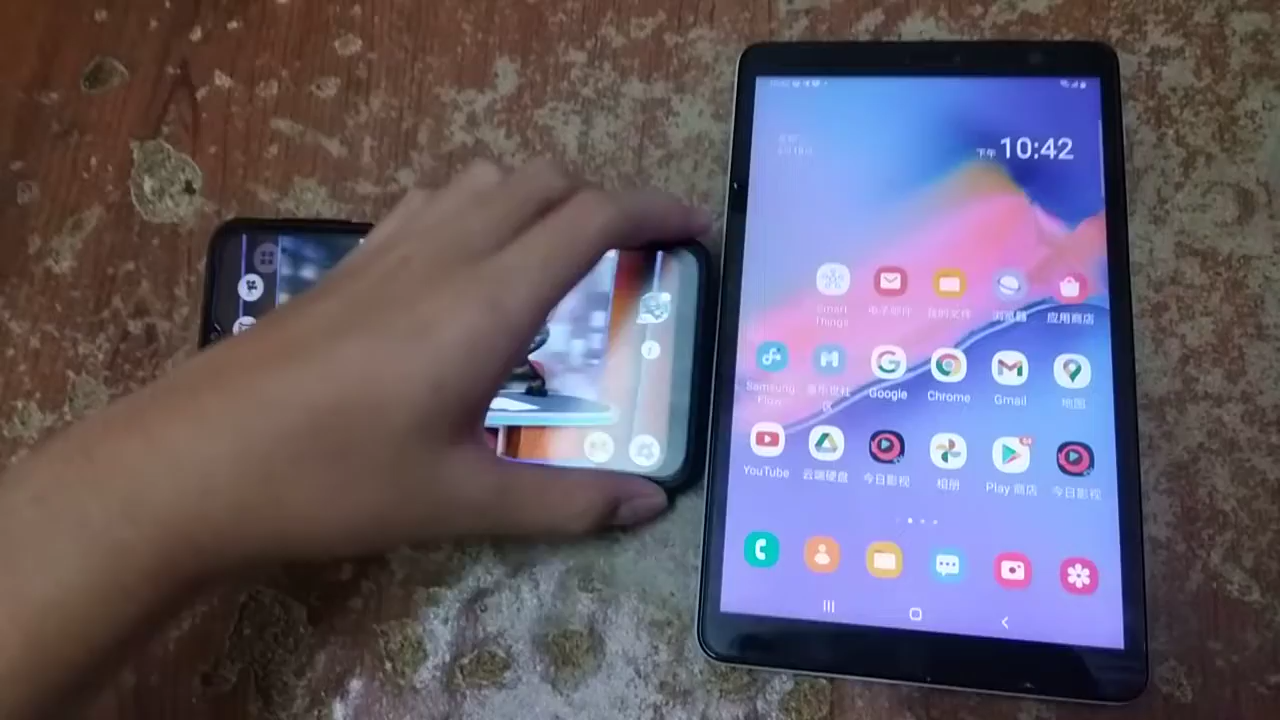 下午 10:42
Smart
Things
电子邮件
我的文件
浏览器
应用商店
Samsung
Flow
Google
Chrome
Gmail
地图
YouTube
云端硬盘
今日影视
相册
Play 商店
今日影视